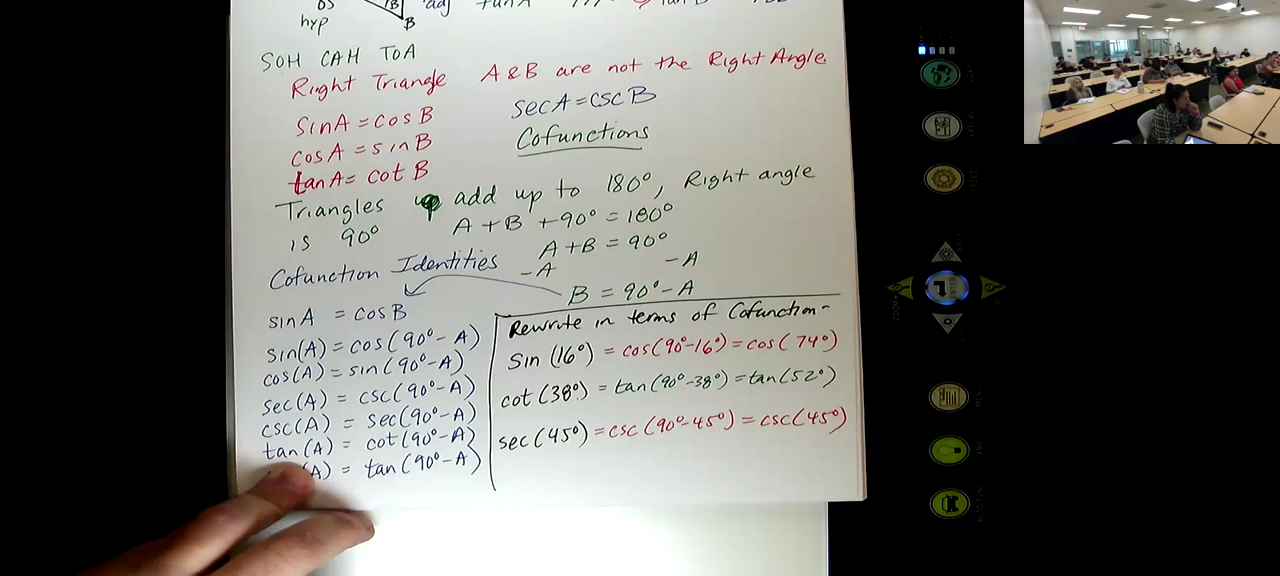 hyp
B
B
adj
tan A
SOH CAH TOA
Right Triangle A & B are not the Right Angle.
sin A = cos B
sec A = csc B
cos A = sin B
Cofunctions
tan A = cot B
Triangles add up to 180°, Right angle
is 90°
A + B + 90° = 180°
A + B = 90°
-A -A
B = 90° - A
Cofunction Identities
sin A = cos B
sin(A) = cos(90° - A)
cos(A) = sin(90° - A)
sec(A) = csc(90° - A)
csc(A) = sec(90° - A)
tan(A) = cot(90° - A)
A) = tan(90° - A)
Rewrite in terms of Cofunction-
sin (16°) = cos(90°-16°) = cos(74°)
cot (38°) = tan(90°-38°) = tan(52°)
sec (45°) = csc (90°-45°) = csc(45°)